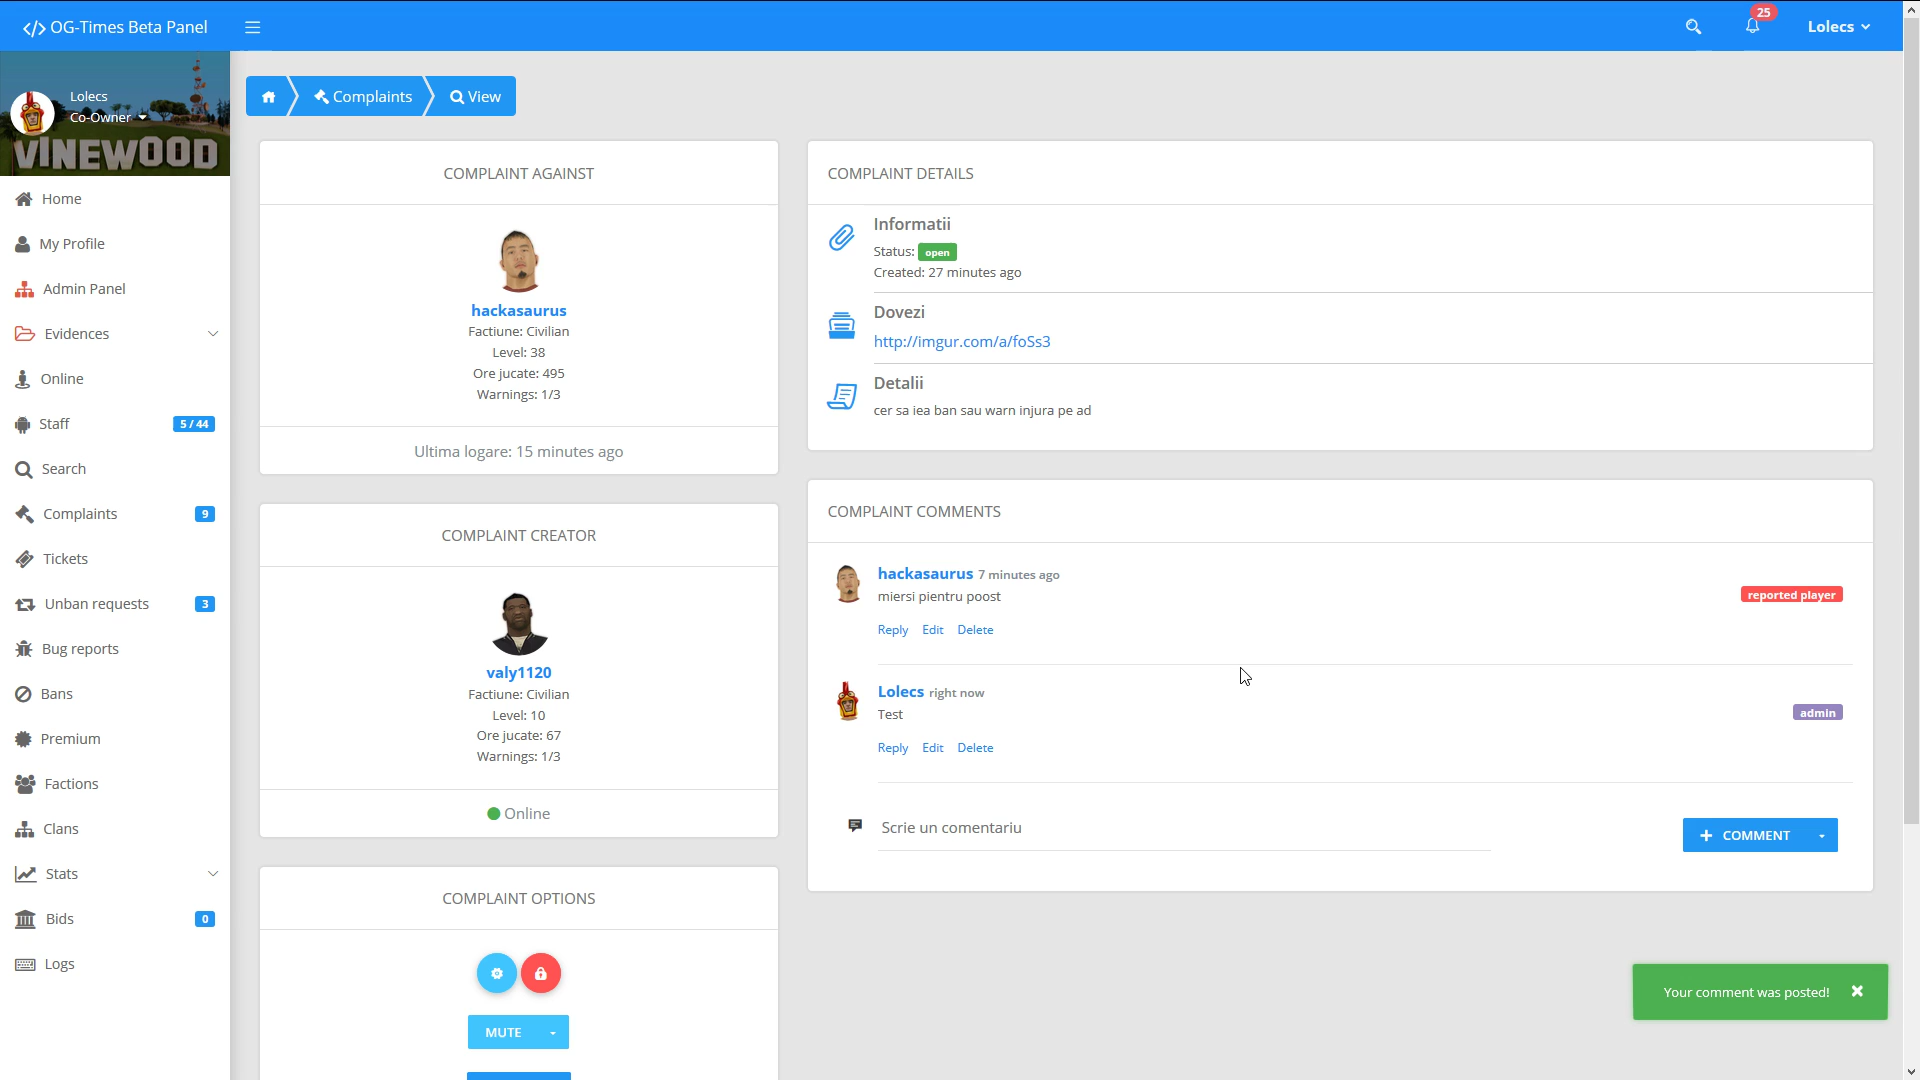 </> OG-Times Beta Panel
25
Lolecs
Lolecs
Co-Owner
VINEWOOD
Home
My Profile
Admin Panel
Evidences
Online
Staff
5 / 44
Search
Complaints
9
Tickets
Unban requests
3
Bug reports
Bans
Premium
Factions
Clans
Stats
Bids
0
Logs
Complaints
View
COMPLAINT AGAINST
hackasaurus
Factiune: Civilian
Level: 38
Ore jucate: 495
Warnings: 1/3
Ultima logare: 15 minutes ago
COMPLAINT CREATOR
valy1120
Factiune: Civilian
Level: 10
Ore jucate: 67
Warnings: 1/3
Online
COMPLAINT OPTIONS
MUTE
COMPLAINT DETAILS
Informatii
Status: open
Created: 27 minutes ago
Dovezi
http://imgur.com/a/foSs3
Detalii
cer sa iea ban sau warn injura pe ad
COMPLAINT COMMENTS
hackasaurus 7 minutes ago
miersi pientru poost
reported player
Reply Edit Delete
Lolecs right now
Test
admin
Reply Edit Delete
Scrie un comentariu
+ COMMENT
Your comment was posted! ×